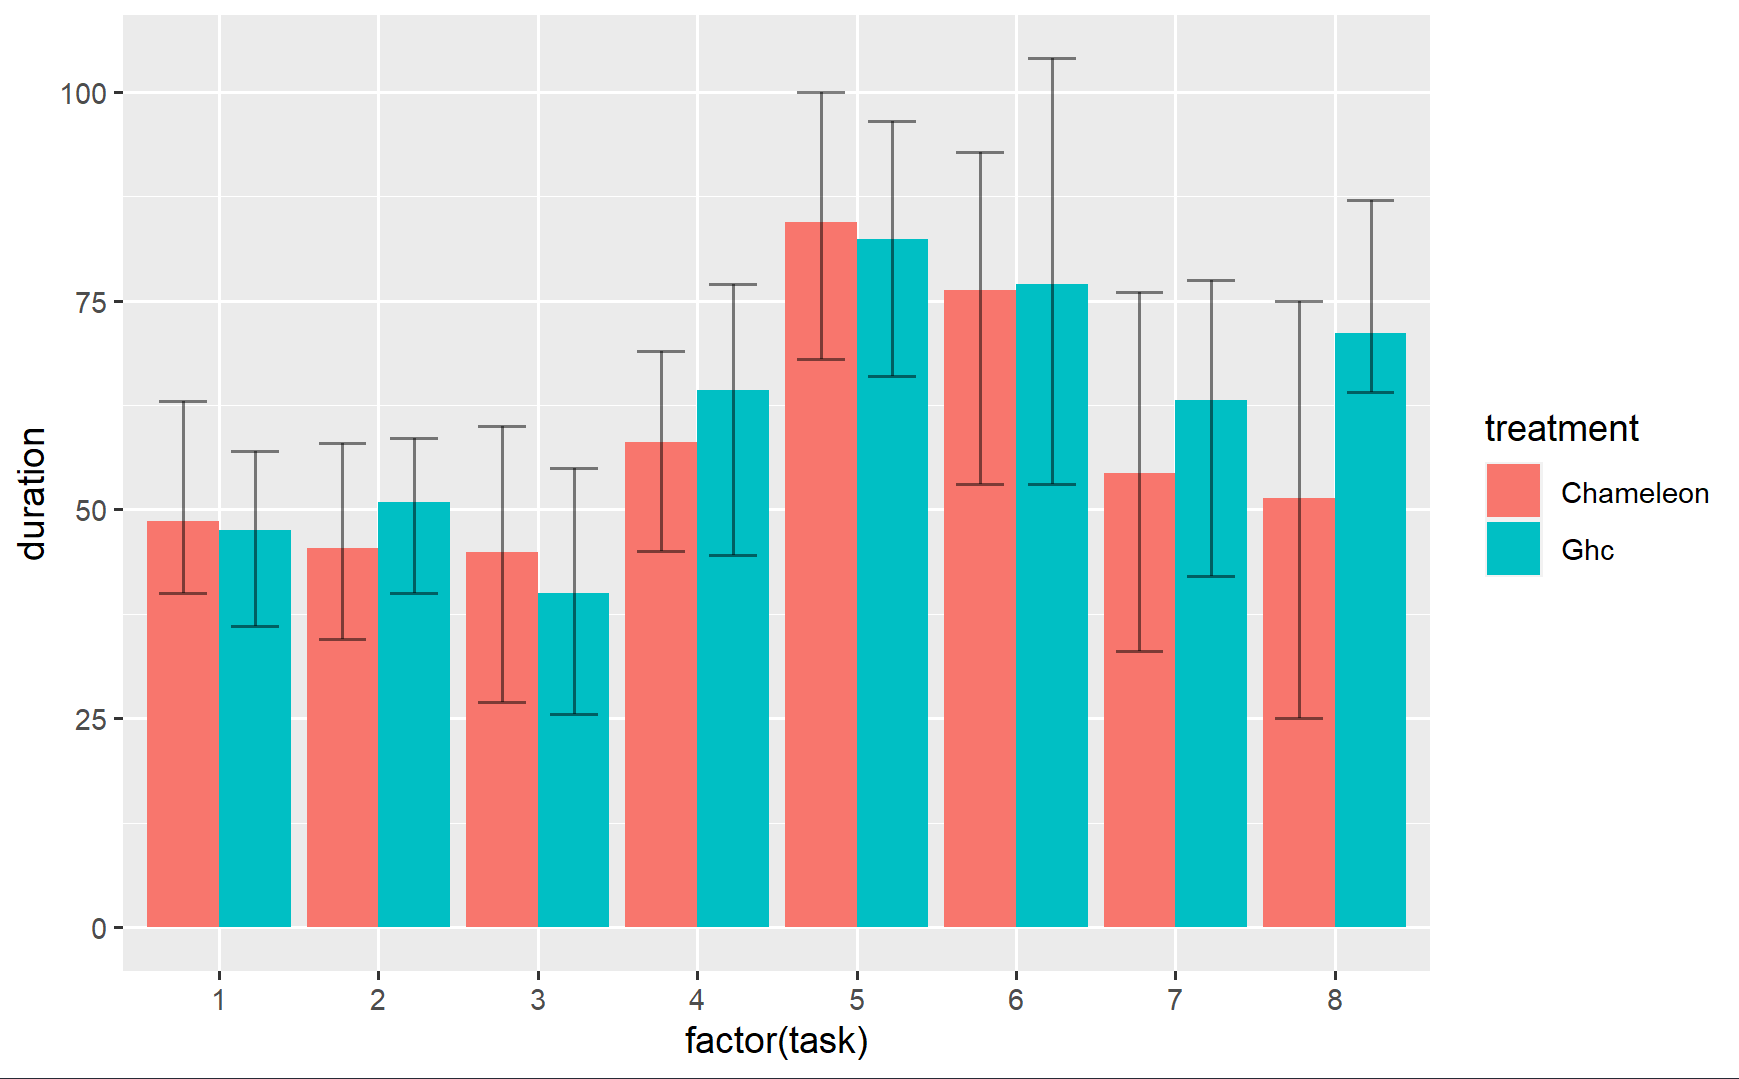 duration
100
75
50
25
0
1 2 3 4 5 6 7 8
factor(task)
treatment
Chameleon
Ghc